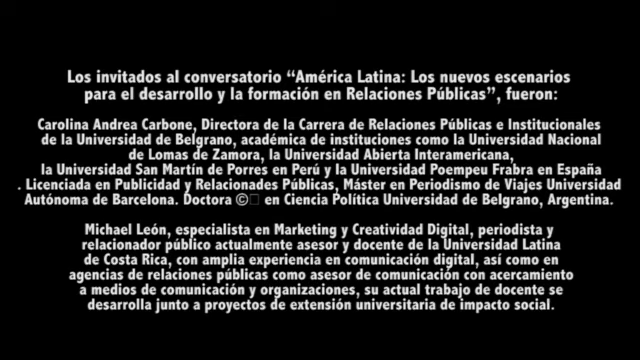 Los invitados al conversatorio “América Latina: Los nuevos escenarios
para el desarrollo y la formación en Relaciones Públicas”, fueron:
Carolina Andrea Carbone, Directora de la Carrera de Relaciones Públicas e Institucionales
de la Universidad de Belgrano, académica de instituciones como la Universidad Nacional
de Lomas de Zamora, la Universidad Abierta Interamericana,
la Universidad San Martín de Porres en Perú y la Universidad Poempeu Frabra en España
. Licenciada en Publicidad y Relacionades Públicas, Máster en Periodismo de Viajes Universidad
Autónoma de Barcelona. Doctora ©□ en Ciencia Política Universidad de Belgrano, Argentina.
Michael León, especialista en Marketing y Creatividad Digital, periodista y
relacionador público actualmente asesor y docente de la Universidad Latina
de Costa Rica, con amplia experiencia en comunicación digital, así como en
agencias de relaciones públicas como asesor de comunicación con acercamiento
a medios de comunicación y organizaciones, su actual trabajo de docente se
desarralla junto a proyectos de extensión universitaria de impacto social.